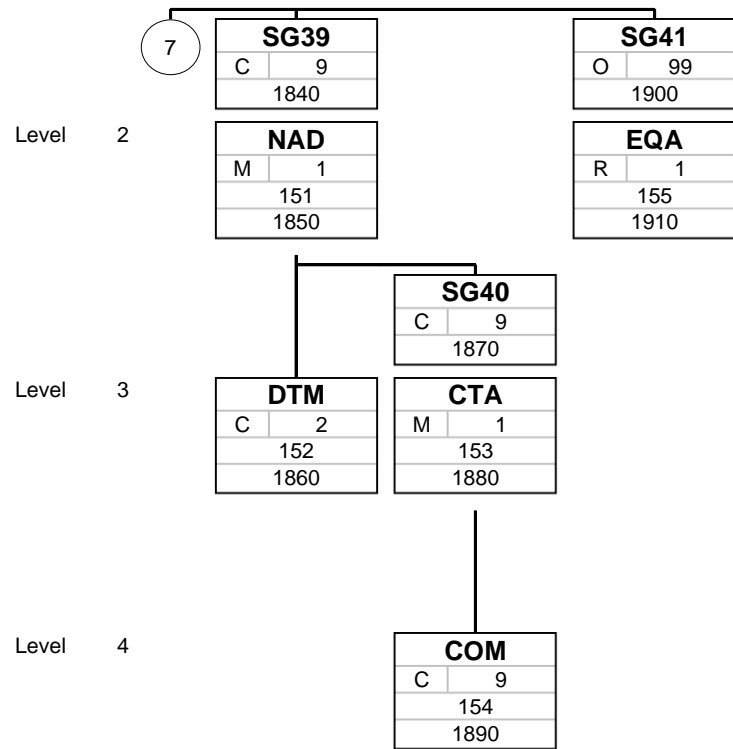 7
SG39
C 9
1840
SG41
O 99
1900
Level 2
NAD
M 1
151
1850
EQA
R 1
155
1910
SG40
C 9
1870
Level 3
DTM
C 2
152
1860
CTA
M 1
153
1880
Level 4
COM
C 9
154
1890